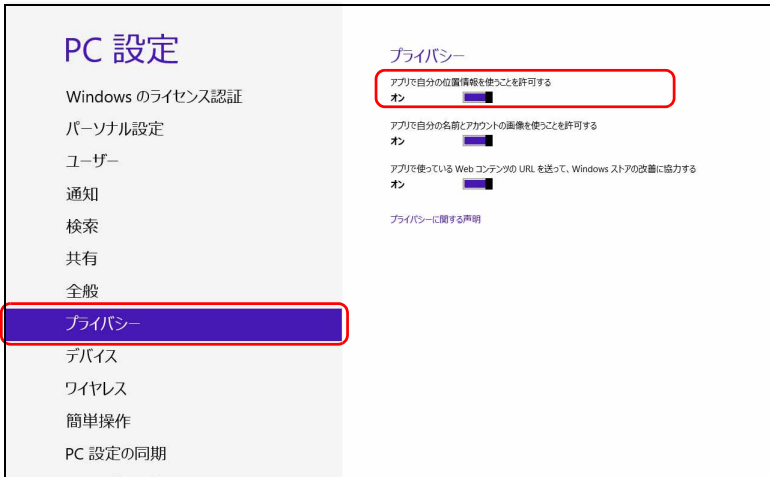 PC 設定
Windows のライセンス認証
パーソナル設定
ユーザー
通知
検索
共有
全般
プライバシー
デバイス
ワイヤレス
簡単操作
PC 設定の同期
プライバシー
アプリで自分の位置情報を使うことを許可する
オン
アプリで自分の名前とアカウントの画像を使うことを許可する
オン
アプリで使っている Web コンテンツの URL を送って、Windows ストアの改善に協力する
オン
プライバシーに関する声明